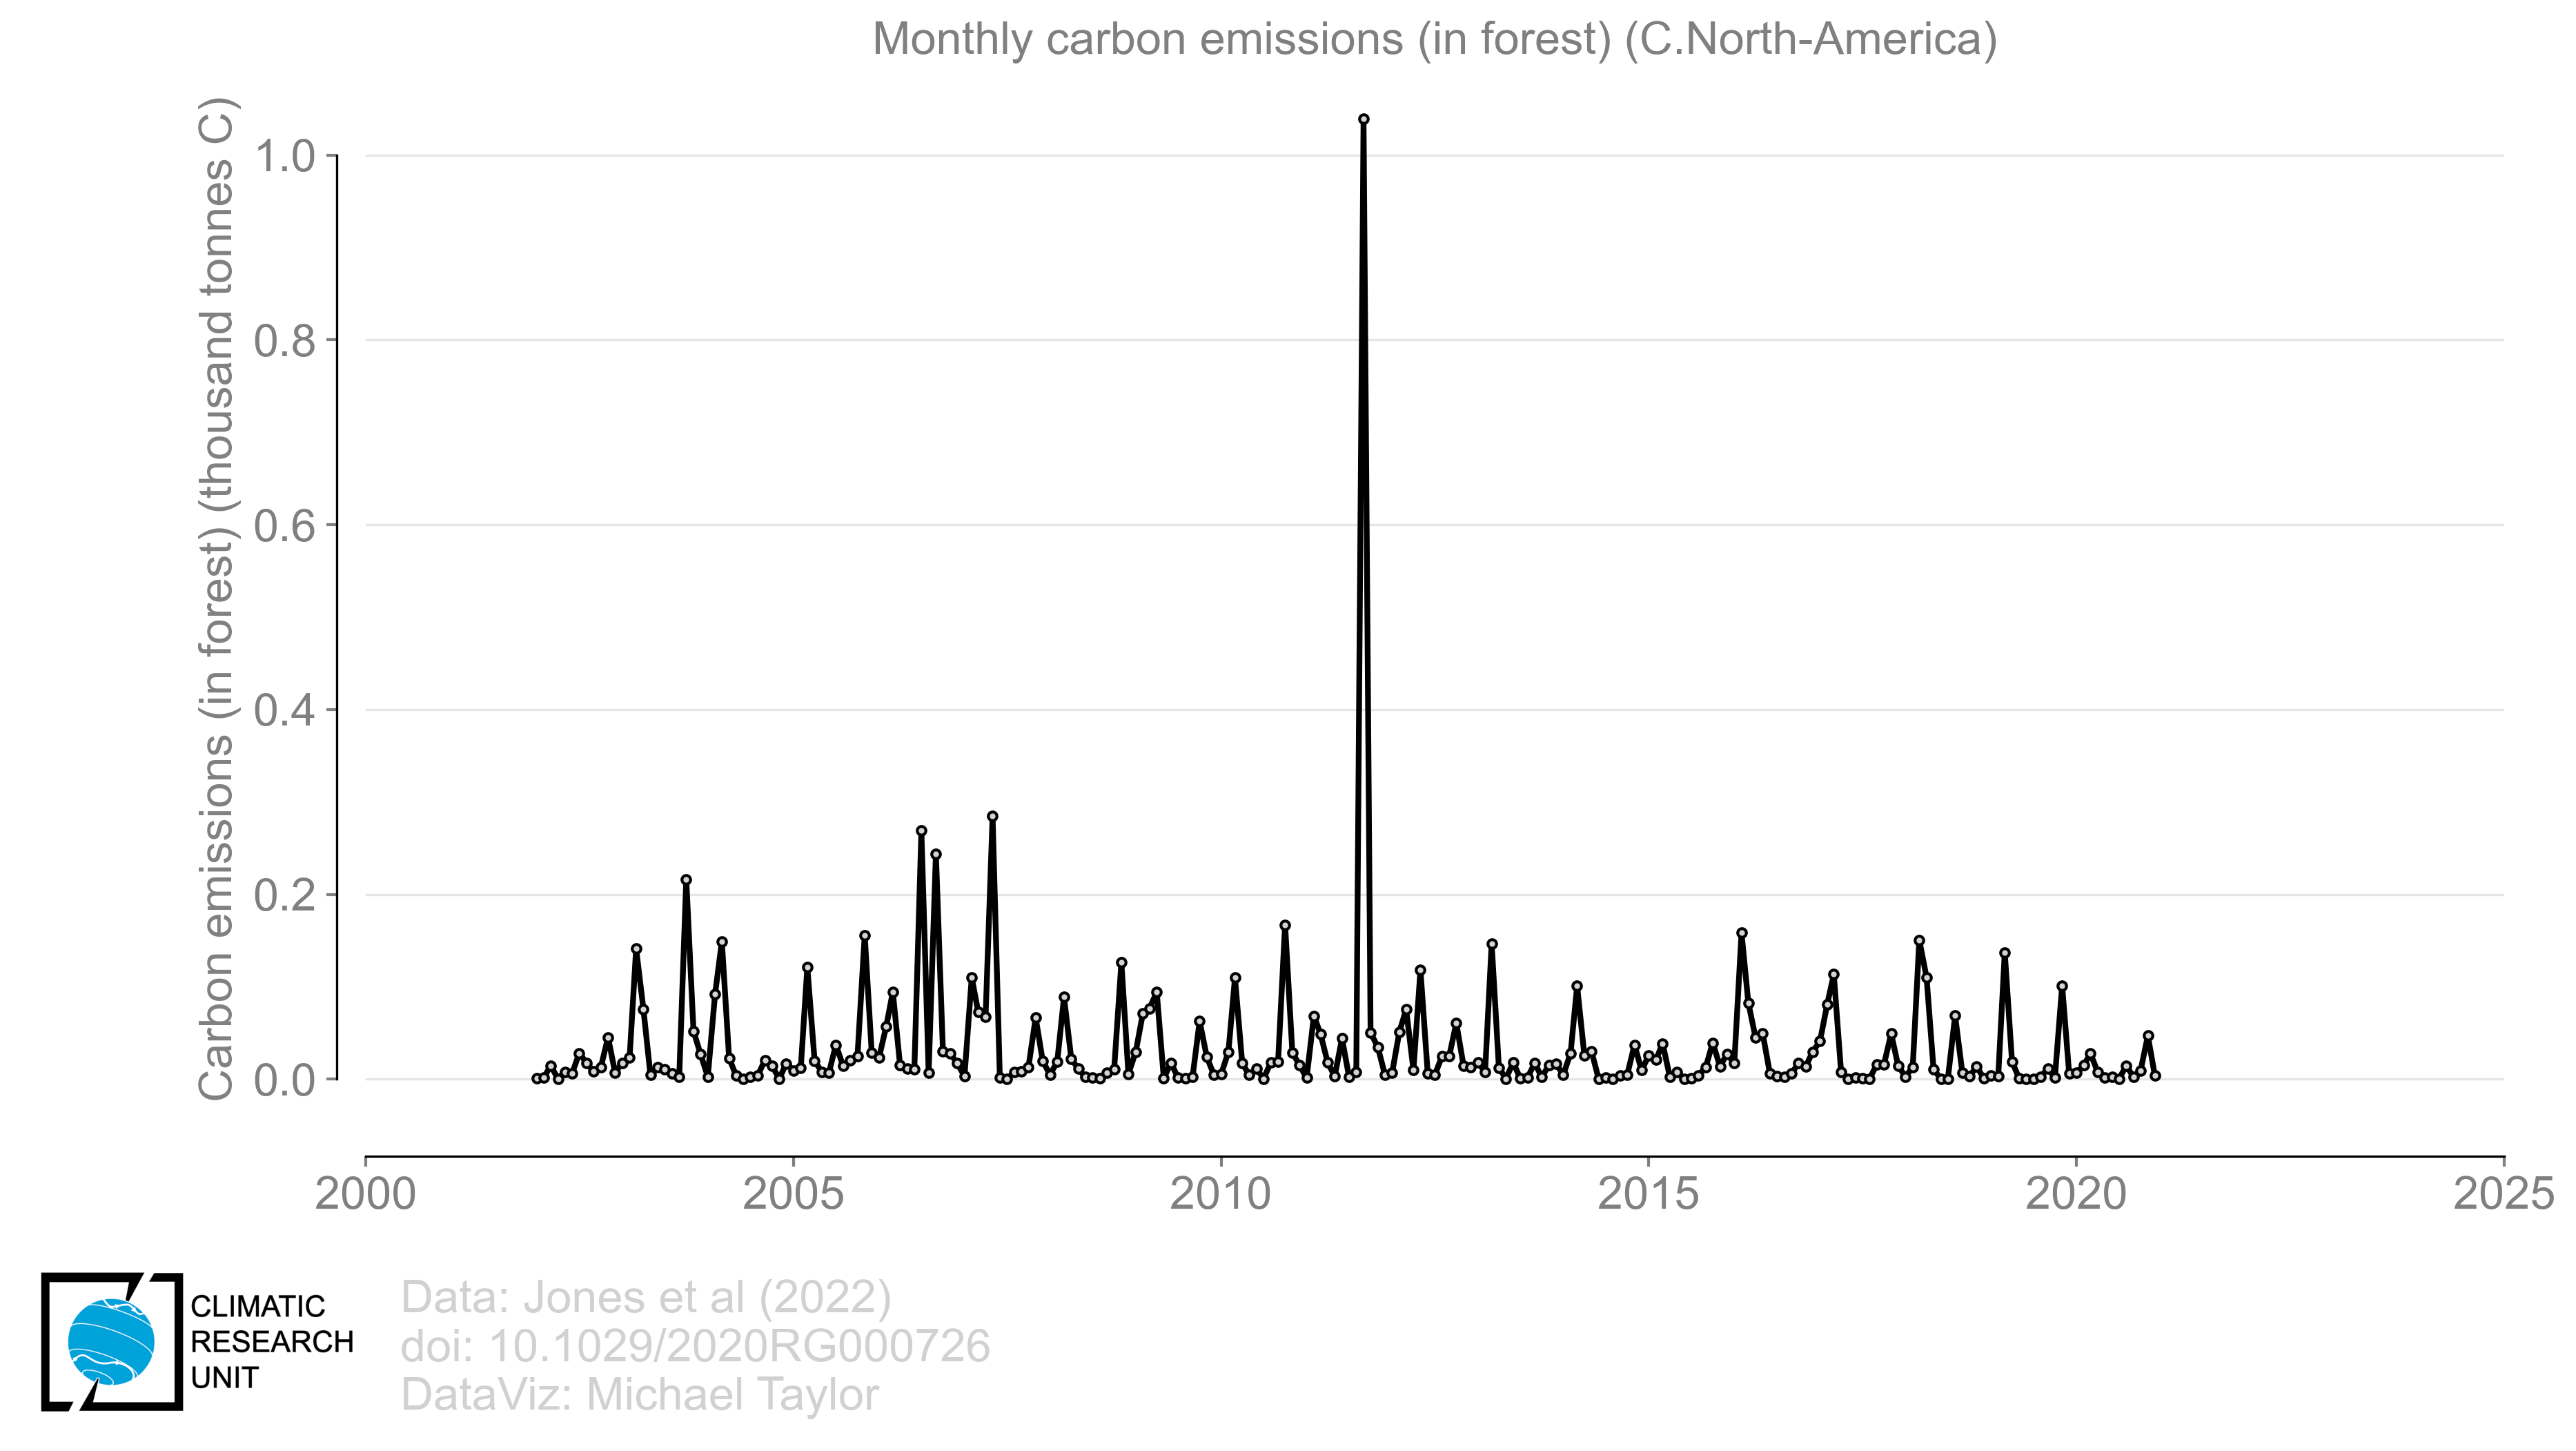 Monthly carbon emissions (in forest) (C.North-America)
Carbon emissions (in forest) (thousand tonnes C)
1.0
0.8
0.6
0.4
0.2
0.0
2000 2005 2010 2015 2020 2025
CLIMATIC
RESEARCH
UNIT
Data: Jones et al (2022)
doi: 10.1029/2020RG000726
DataViz: Michael Taylor